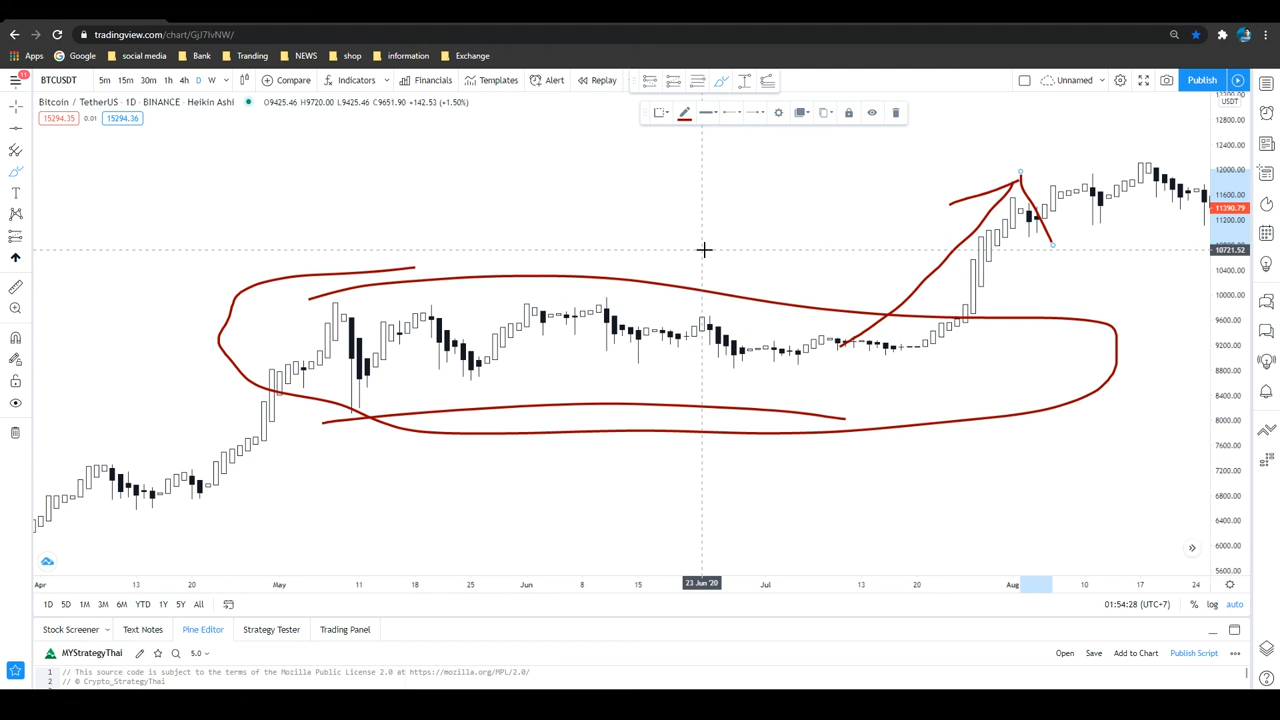 tradingview.com/chart/GjJ7IvNW/
Apps Google social media Bank Tranding NEWS shop information Exchange
11
BTCUSDT 5m 15m 30m 1h 4h D W Compare Indicators Financials Templates Alert Replay Unnamed Publish
Bitcoin / TetherUS · 1D · BINANCE · Heikin Ashi O9425.46 H9720.00 L9425.46 C9651.90 +142.53 (+1.50%)
15294.35 0.01 15294.36
USDT
12800.00
12400.00
12000.00
11600.00
11390.79
11200.00
10721.52
10400.00
10000.00
9600.00
9200.00
8800.00
8400.00
8000.00
7600.00
7200.00
6800.00
6400.00
6000.00
5600.00
Apr 13 20 May 11 18 25 Jun 8 15 23 Jun '20 Jul 13 20 Aug 10 17 24
1D 5D 1M 3M 6M YTD 1Y 5Y All 01:54:28 (UTC+7) % log auto
Stock Screener Text Notes Pine Editor Strategy Tester Trading Panel
MYStrategyThai 5.0 Open Save Add to Chart Publish Script
1 // This source code is subject to the terms of the Mozilla Public License 2.0 at https://mozilla.org/MPL/2.0/
2 // © Crypto_StrategyThai